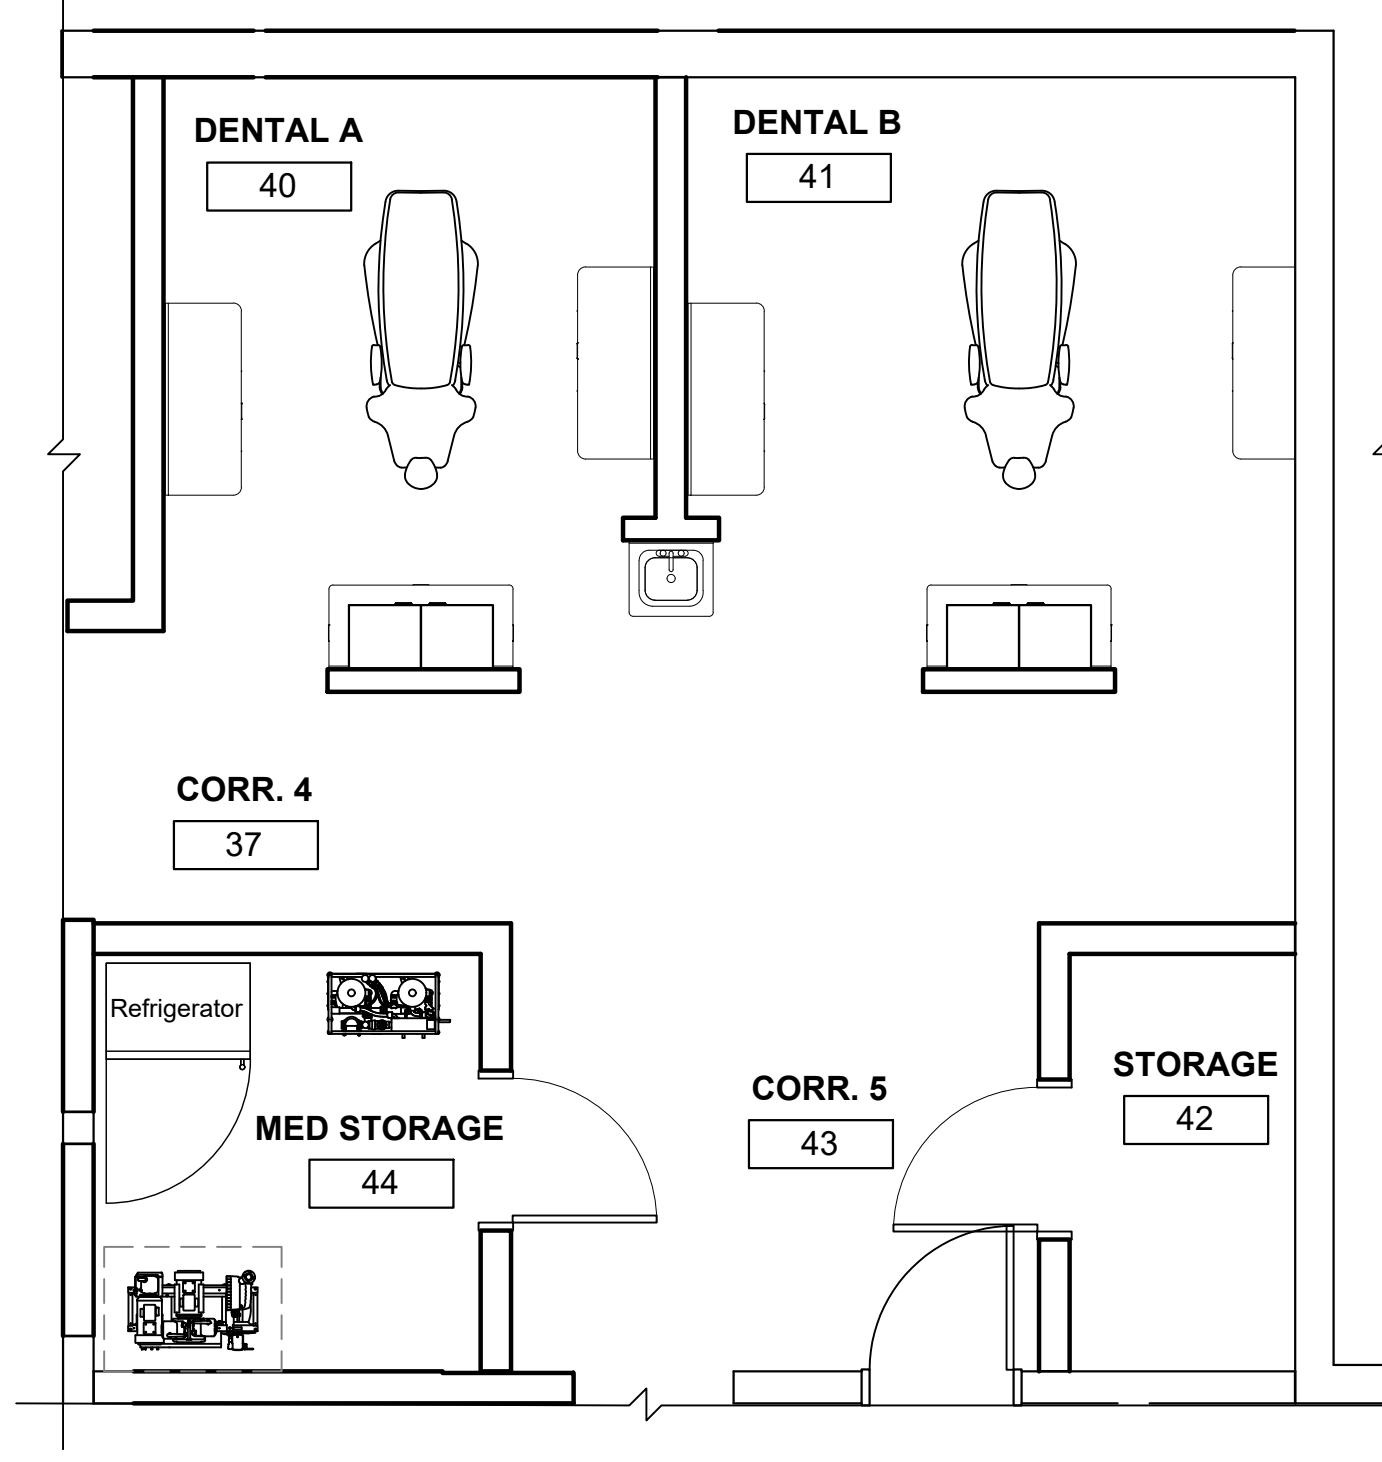 DENTAL A
40
DENTAL B
41
CORR. 4
37
Refrigerator
MED STORAGE
44
CORR. 5
43
STORAGE
42